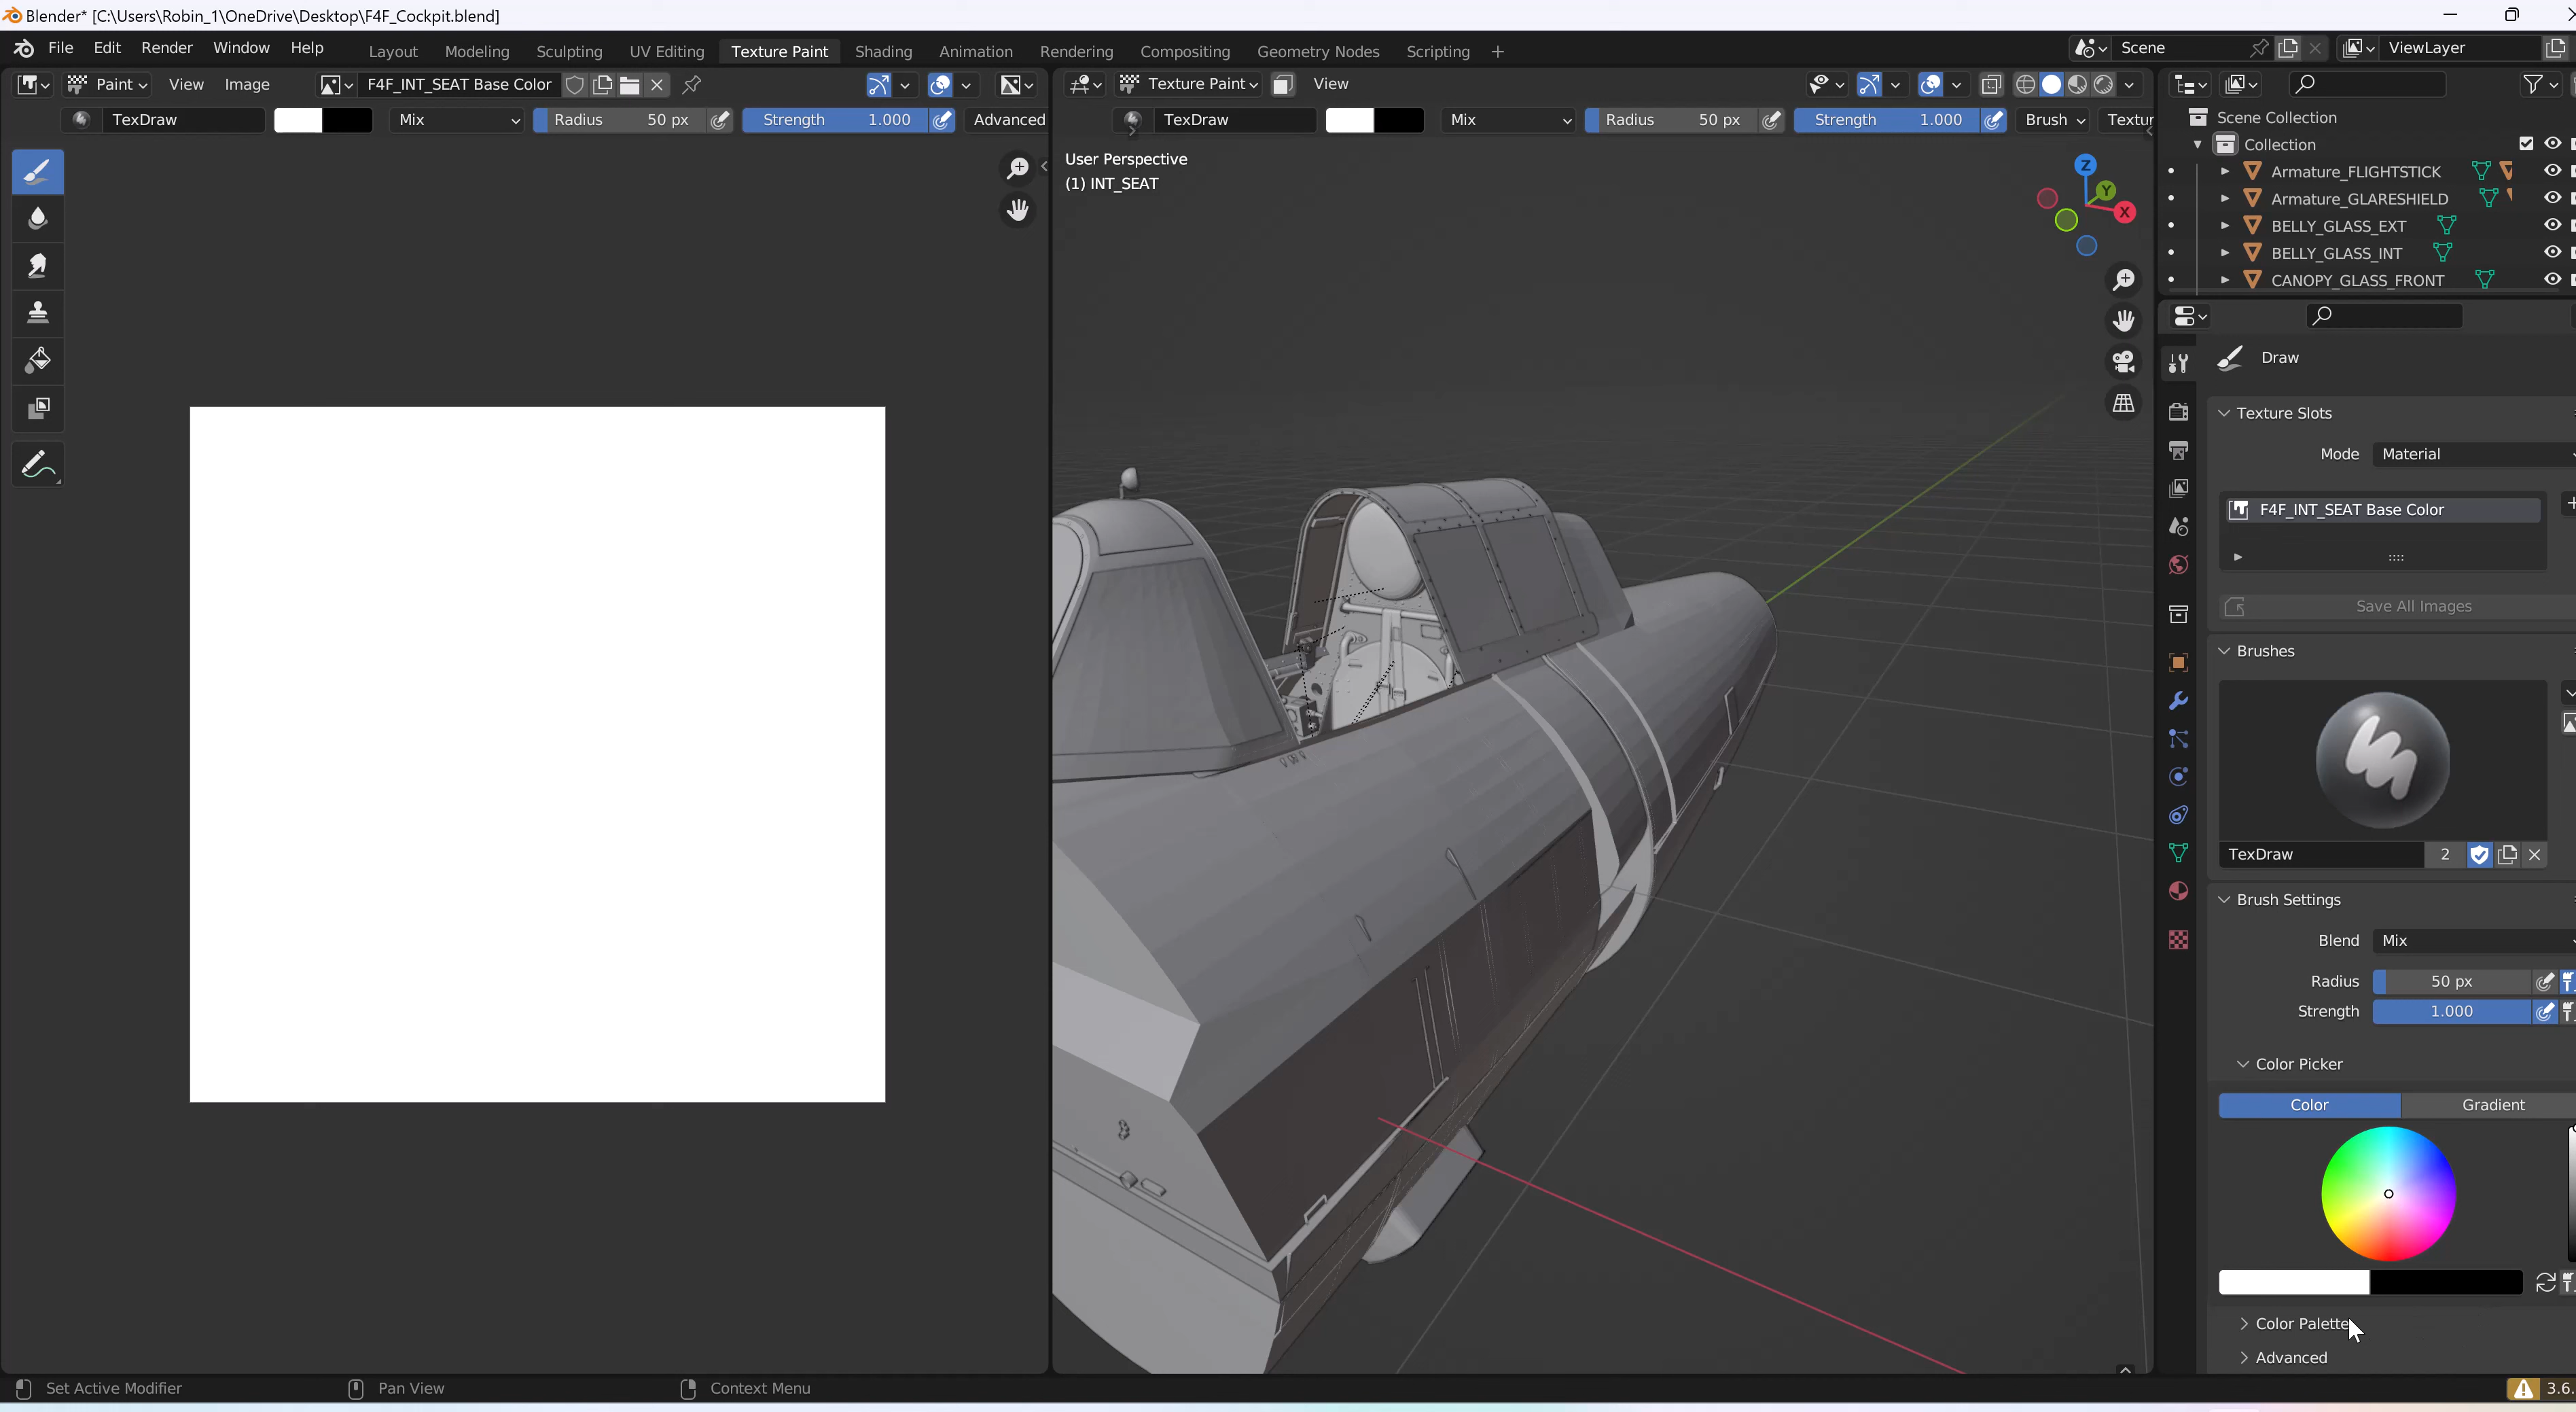 Blender* [C:\Users\Robin_1\OneDrive\Desktop\F4F_Cockpit.blend]
File Edit Render Window Help Layout Modeling Sculpting UV Editing Texture Paint Shading Animation Rendering Compositing Geometry Nodes Scripting + Scene ViewLayer
Paint View Image F4F_INT_SEAT Base Color Texture Paint View
TexDraw Mix Radius 50 px Strength 1.000 Advanced TexDraw Mix Radius 50 px Strength 1.000 Brush
User Perspective
(1) INT_SEAT
Z
Y
X
Scene Collection
Collection
Armature_FLIGHTSTICK
Armature_GLARESHIELD
BELLY_GLASS_EXT
BELLY_GLASS_INT
CANOPY_GLASS_FRONT
Draw
Texture Slots
Mode Material
F4F_INT_SEAT Base Color
Save All Images
Brushes
TexDraw 2
Brush Settings
Blend Mix
Radius 50 px
Strength 1.000
Color Picker
Color Gradient
Color Palette
Advanced
Set Active Modifier Pan View Context Menu 3.6.